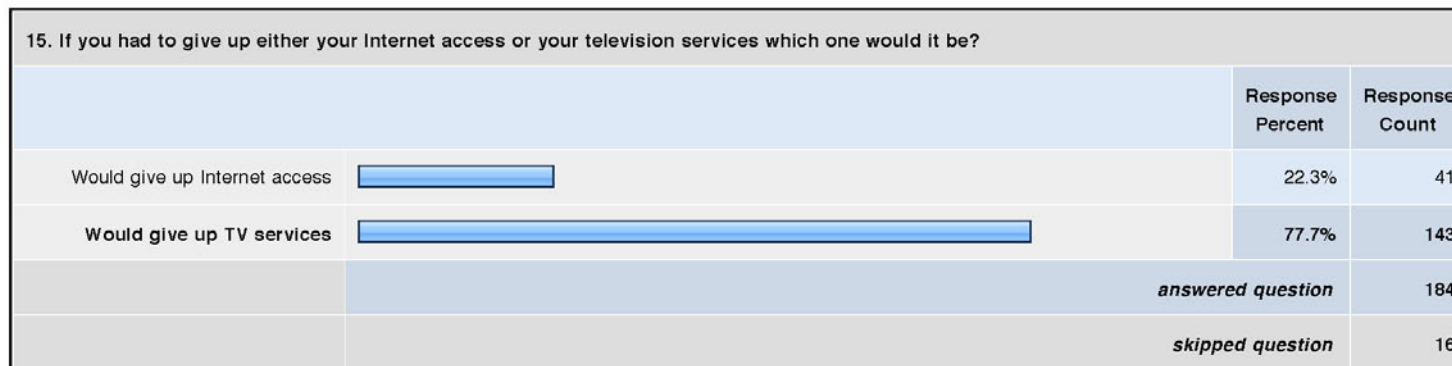 15. If you had to give up either your Internet access or your television services which one would it be?
Response Percent Response Count
Would give up Internet access 22.3% 41
Would give up TV services 77.7% 143
answered question 184
skipped question 16